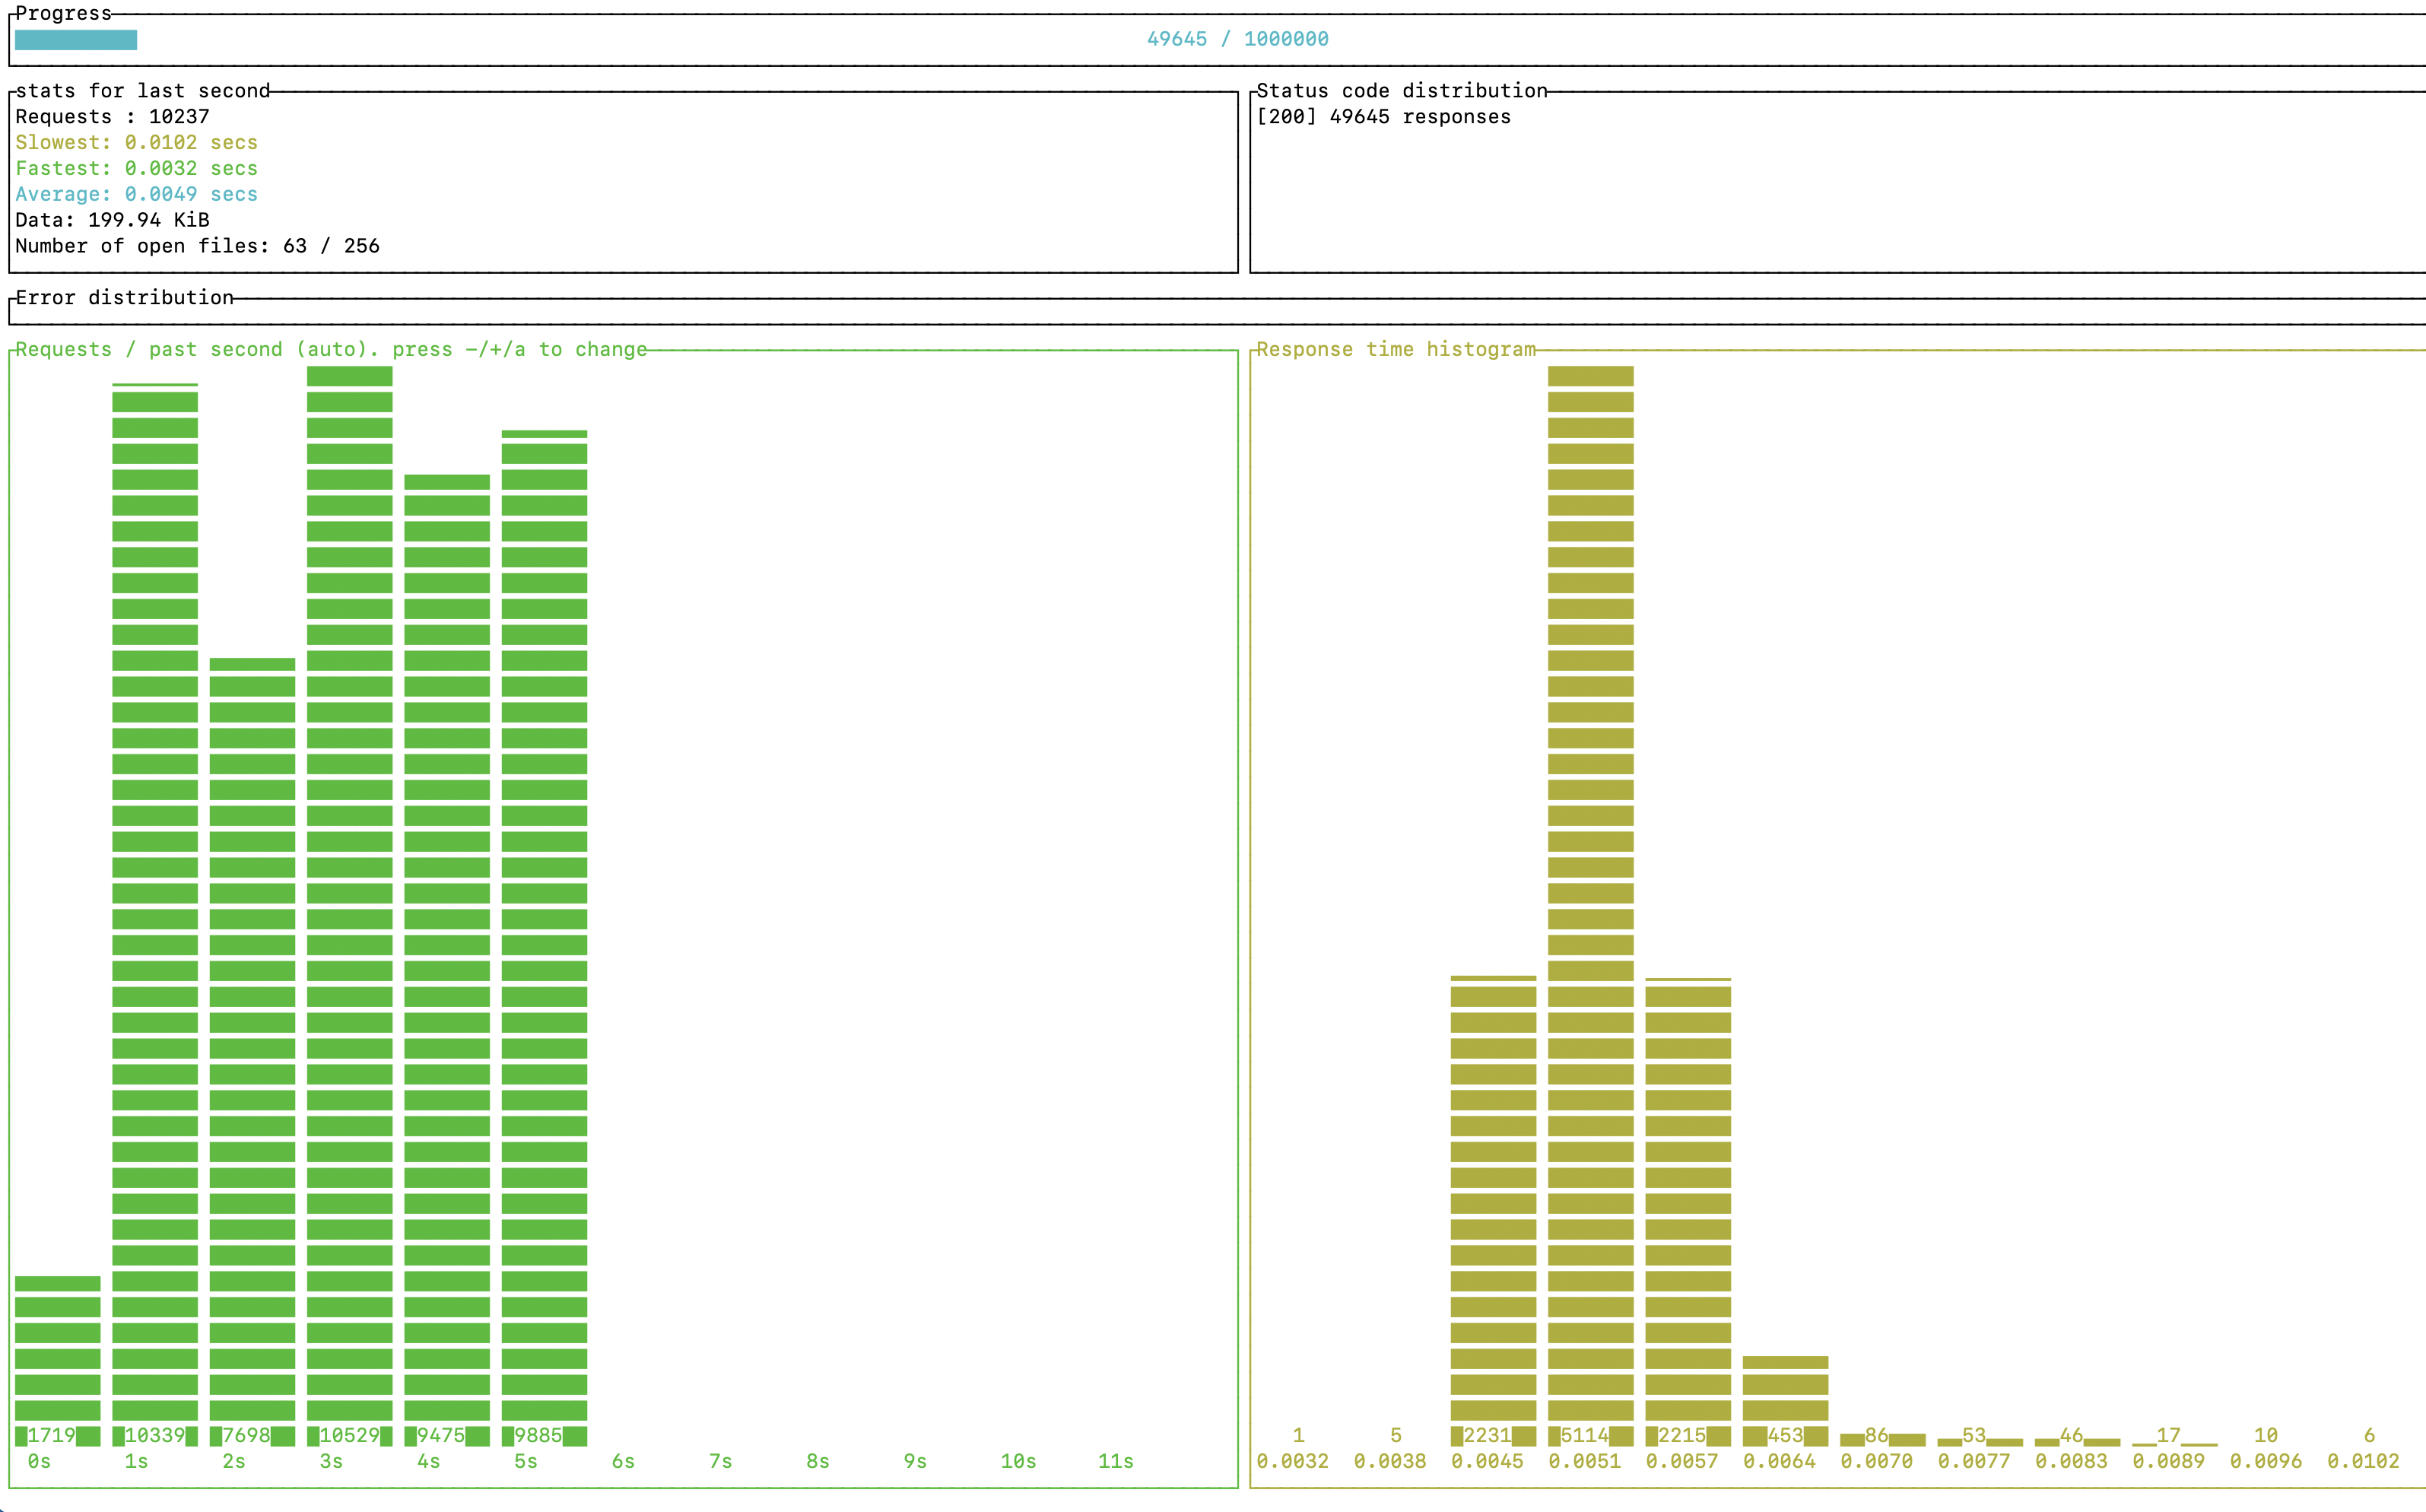 Progress
49645 / 1000000
stats for last second
Requests : 10237
Slowest: 0.0102 secs
Fastest: 0.0032 secs
Average: 0.0049 secs
Data: 199.94 KiB
Number of open files: 63 / 256
Status code distribution
[200] 49645 responses
Error distribution
Requests / past second (auto). press -/+/a to change
1719 10339 7698 10529 9475 9885
0s 1s 2s 3s 4s 5s 6s 7s 8s 9s 10s 11s
Response time histogram
1 5 2231 5114 2215 453 86 53 46 17 10 6
0.0032 0.0038 0.0045 0.0051 0.0057 0.0064 0.0070 0.0077 0.0083 0.0089 0.0096 0.0102